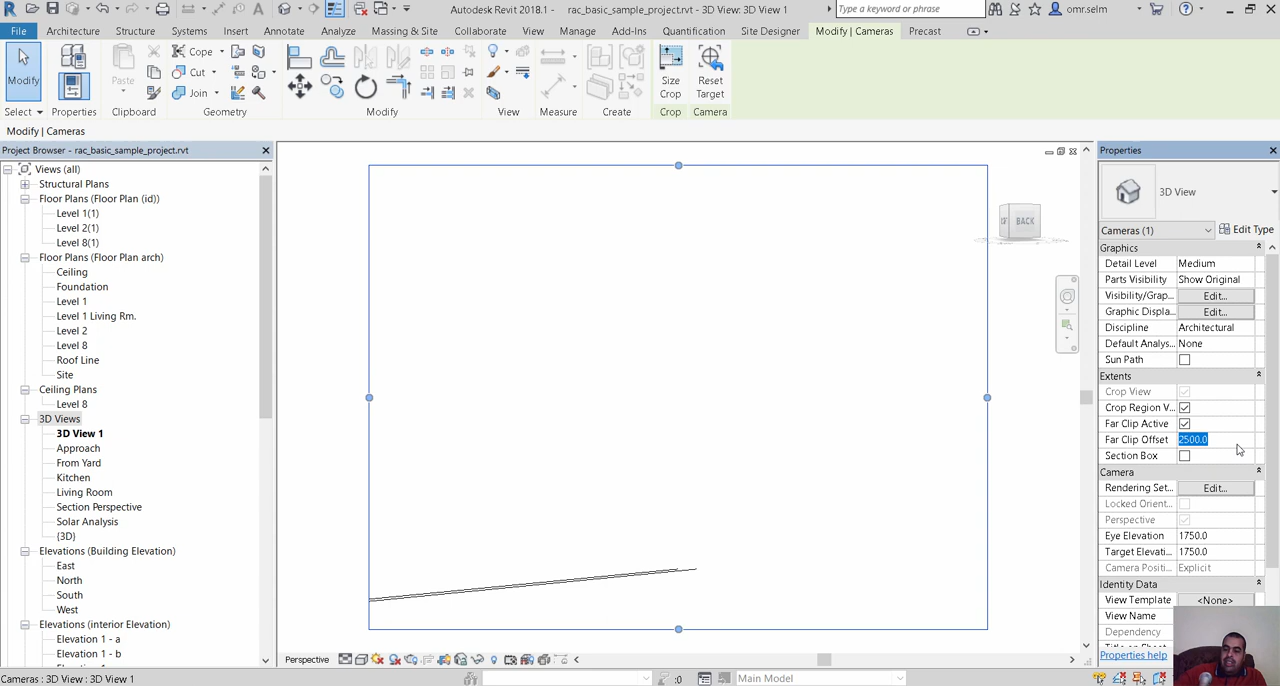 Autodesk Revit 2018.1 - rac_basic_sample_project.rvt - 3D View: 3D View 1
Type a keyword or phrase
omr.selm
File Architecture Structure Insert Annotate Analyze Massing & Site Collaborate View Manage Add-Ins Quantification Site Designer Modify | Cameras Precast
Modify
Paste
Cope
Cut
Join
Size Crop
Reset Target
Select Properties Clipboard Geometry Modify View Measure Create Crop Camera
Modify | Cameras
Project Browser - rac_basic_sample_project.rvt
Views (all)
Structural Plans
Floor Plans (Floor Plan (id))
Level 1(1)
Level 2(1)
Level 8(1)
Floor Plans (Floor Plan arch)
Ceiling
Foundation
Level 1
Level 1 Living Rm.
Level 2
Level 8
Roof Line
Site
Ceiling Plans
Level 8
3D Views
3D View 1
Approach
From Yard
Kitchen
Living Room
Section Perspective
Solar Analysis
{3D}
Elevations (Building Elevation)
East
North
South
West
Elevations (interior Elevation)
Elevation 1 - a
Elevation 1 - b
BACK
Perspective
Properties
3D View
Cameras (1) Edit Type
Graphics
Detail Level Medium
Parts Visibility Show Original
Visibility/Grap... Edit...
Graphic Displa... Edit...
Discipline Architectural
Default Analys... None
Sun Path
Extents
Crop View
Crop Region V...
Far Clip Active
Far Clip Offset 2500.0
Section Box
Camera
Rendering Set... Edit...
Locked Orient...
Perspective
Eye Elevation 1750.0
Target Elevati... 1750.0
Camera Positi... Explicit
Identity Data
View Template <None>
View Name
Dependency
Properties help
Cameras : 3D View : 3D View 1
:0
Main Model